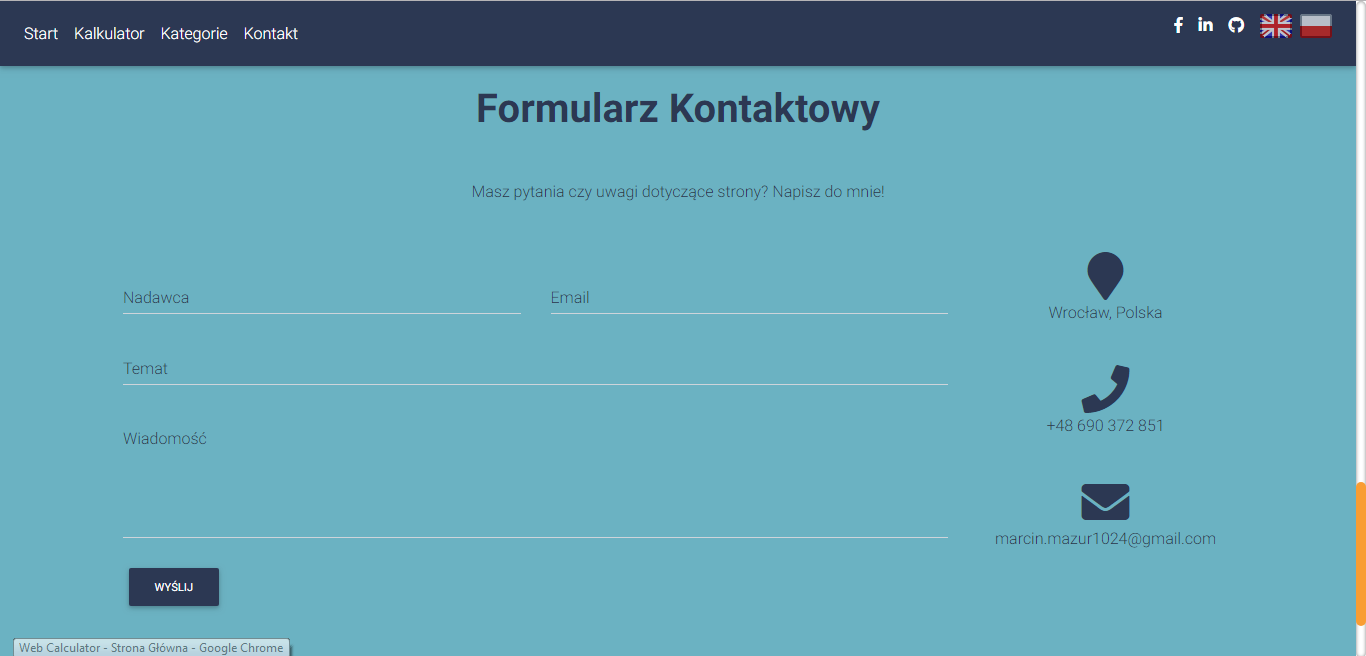 Start Kalkulator Kategorie Kontakt
Formularz Kontaktowy
Masz pytania czy uwagi dotyczące strony? Napisz do mnie!
Nadawca Email
Temat
Wiadomość
WYŚLIJ
Wrocław, Polska
+48 690 372 851
marcin.mazur1024@gmail.com
Web Calculator - Strona Główna - Google Chrome